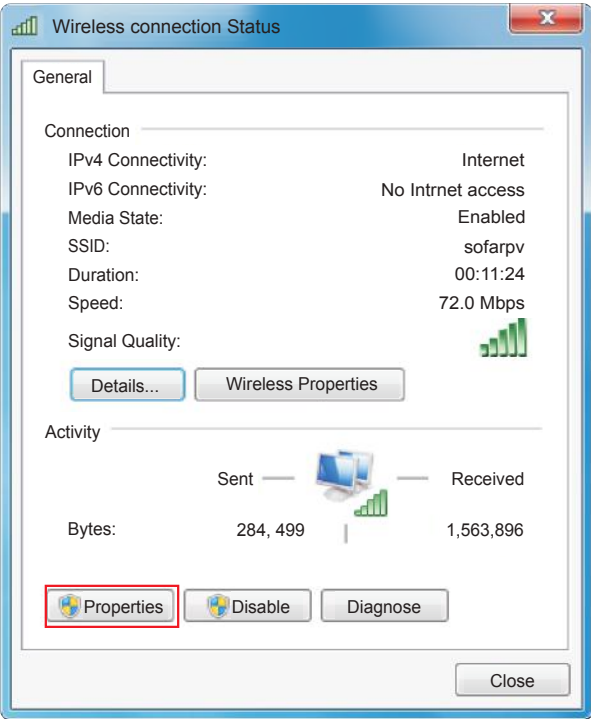 Wireless connection Status
General
Connection
IPv4 Connectivity: Internet
IPv6 Connectivity: No Intrnet access
Media State: Enabled
SSID: sofarpv
Duration: 00:11:24
Speed: 72.0 Mbps
Signal Quality:
Details... Wireless Properties
Activity
Sent Received
Bytes: 284, 499 1,563,896
Properties Disable Diagnose
Close